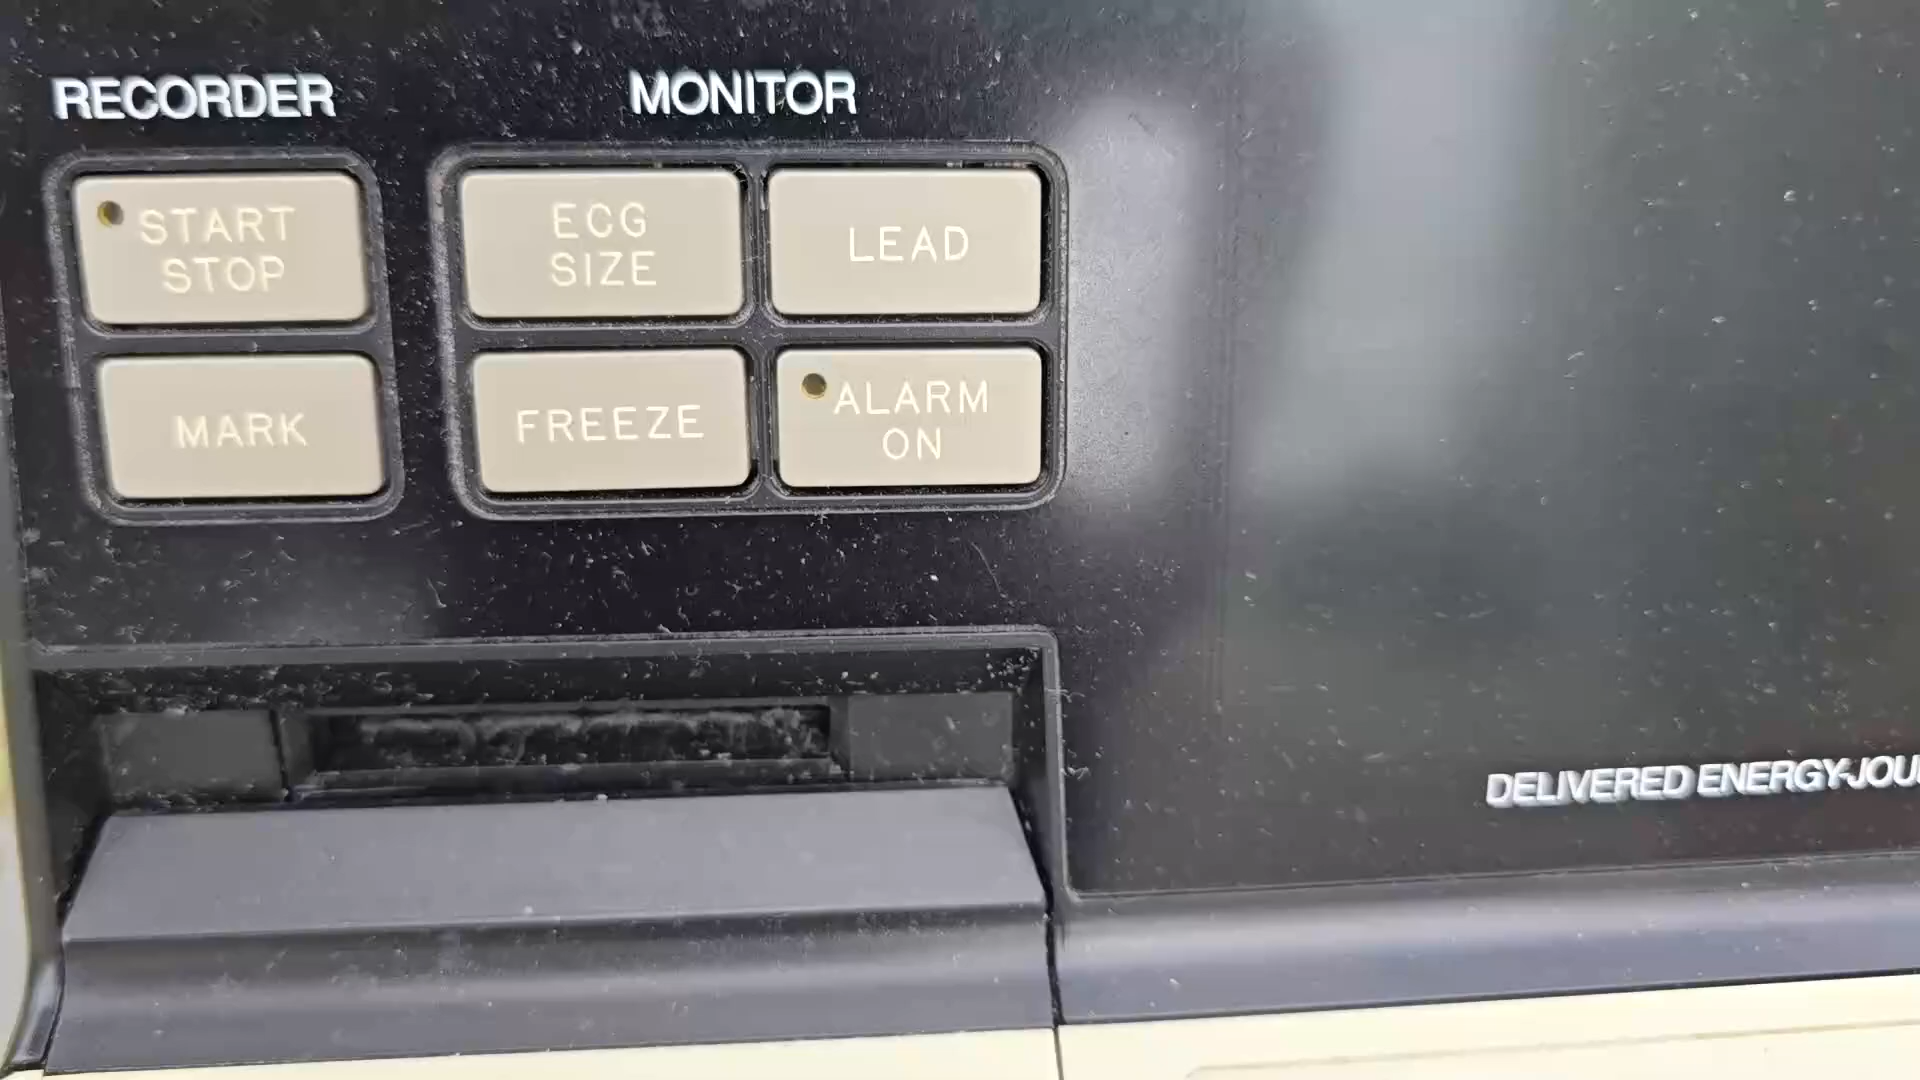 RECORDER
MONITOR
START
STOP
ECG
SIZE
LEAD
MARK
FREEZE
ALARM
ON
DELIVERED ENERGY-JOU